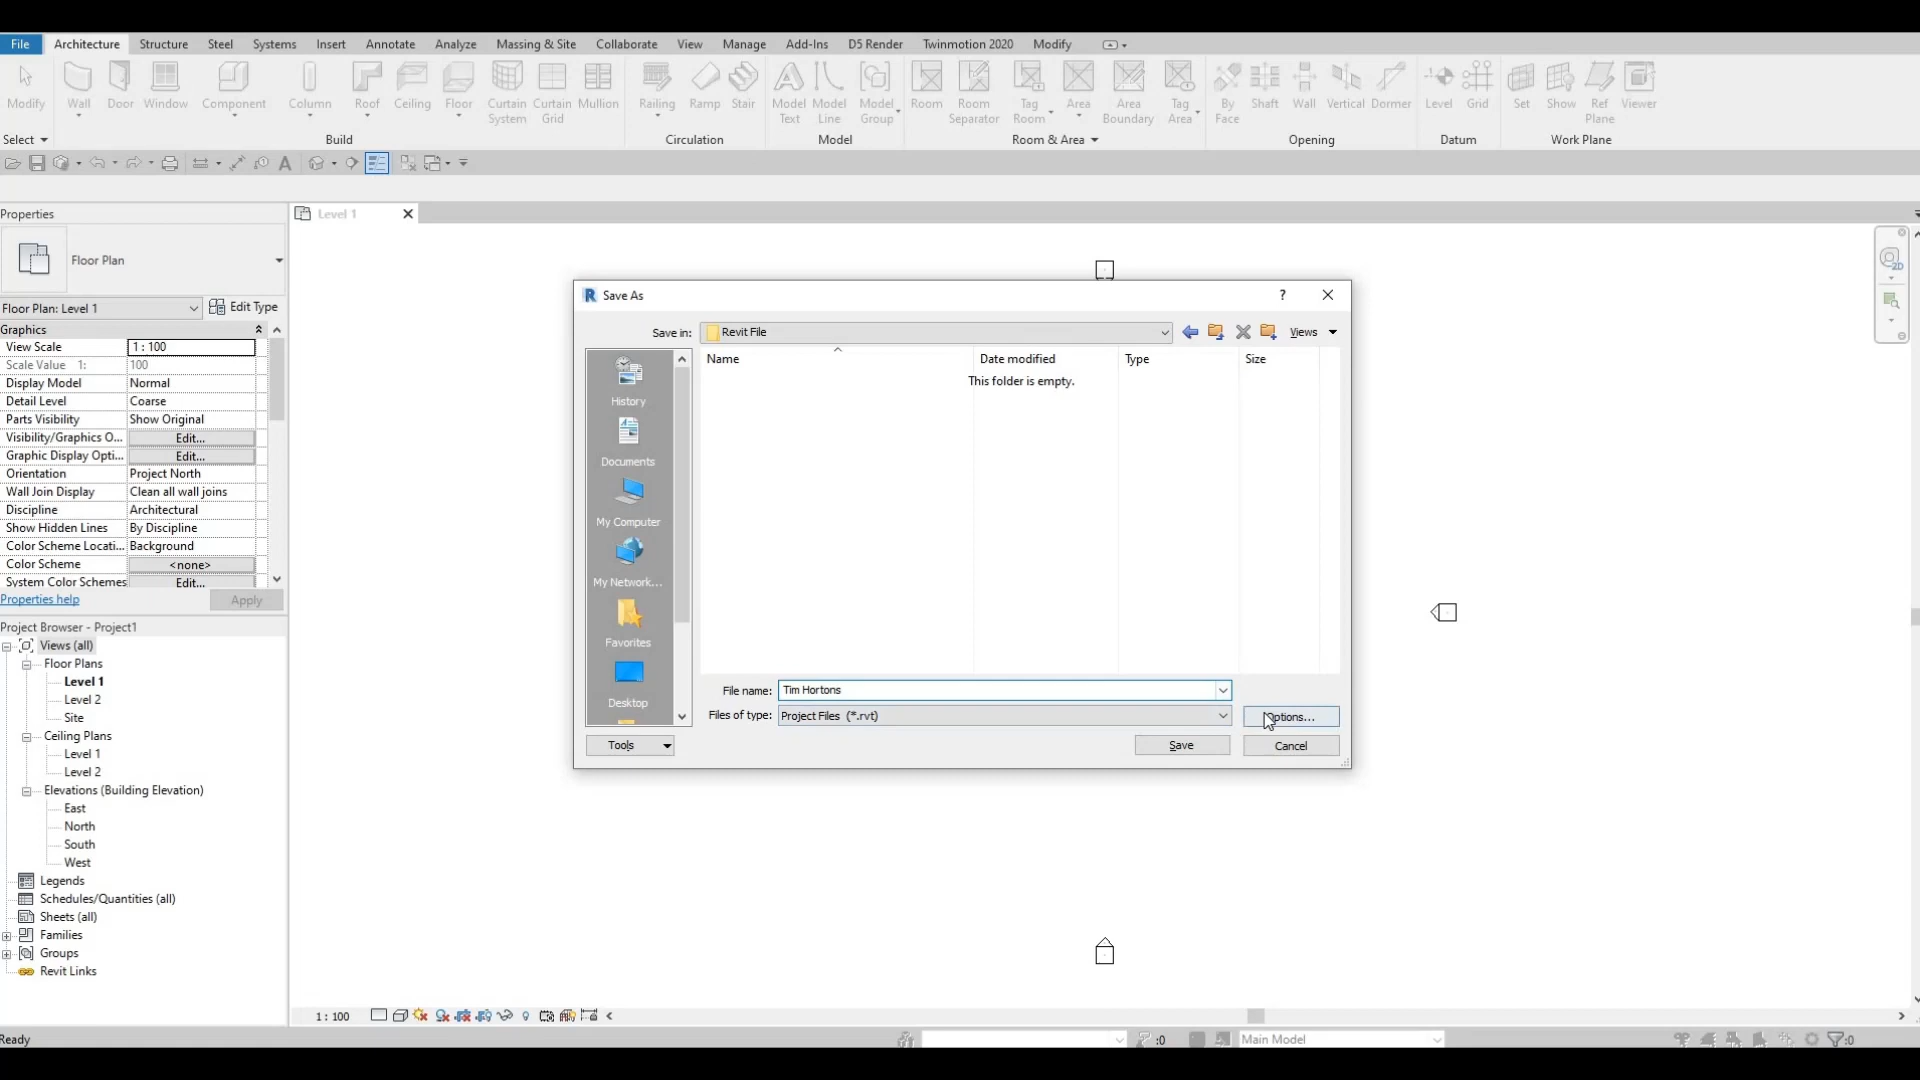 File Architecture Structure Steel Systems Insert Annotate Analyze Massing & Site Collaborate View Manage Add-Ins D5 Render Twinmotion 2020 Modify
Modify Wall Door Window Component Column Roof Ceiling Floor Curtain System Curtain Grid Mullion Railing Ramp Stair Model Text Model Line Model Group Room Room Separator Tag Room Area Area Boundary Tag Area By Face Shaft Wall Vertical Dormer Level Grid Set Show Ref Plane Viewer
Select Build Circulation Model Room & Area Opening Datum Work Plane
Properties
Level 1
Floor Plan
Floor Plan: Level 1 Edit Type
Graphics
View Scale 1 : 100
Scale Value 1: 100
Display Model Normal
Detail Level Coarse
Parts Visibility Show Original
Visibility/Graphics O... Edit...
Graphic Display Opti... Edit...
Orientation Project North
Wall Join Display Clean all wall joins
Discipline Architectural
Show Hidden Lines By Discipline
Color Scheme Locati... Background
Color Scheme <none>
System Color Schemes Edit...
Properties help Apply
Project Browser - Project1
Views (all)
Floor Plans
Level 1
Level 2
Site
Ceiling Plans
Level 1
Level 2
Elevations (Building Elevation)
East
North
South
West
Legends
Schedules/Quantities (all)
Sheets (all)
Families
Groups
Revit Links
R Save As ?
Save in: Revit File Views
Name Date modified Type Size
This folder is empty.
History
Documents
My Computer
My Network...
Favorites
Desktop
File name: Tim Hortons
Files of type: Project Files (*.rvt) Options...
Tools Save Cancel
2D
1 : 100
Ready :0 Main Model :0